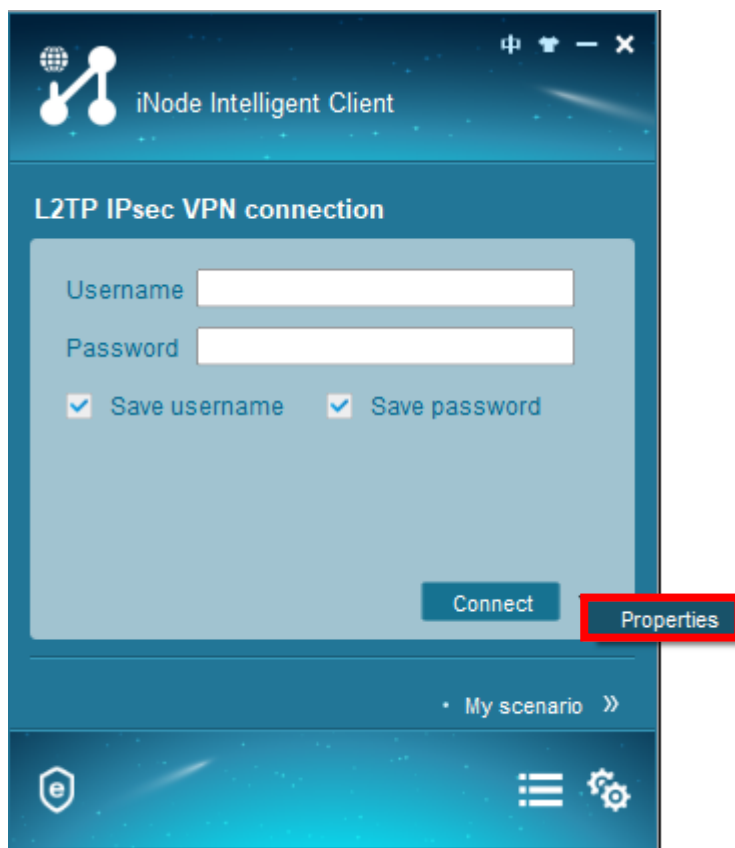 中
iNode Intelligent Client
L2TP IPsec VPN connection
Username
Password
Save username Save password
Connect
Properties
• My scenario »
e